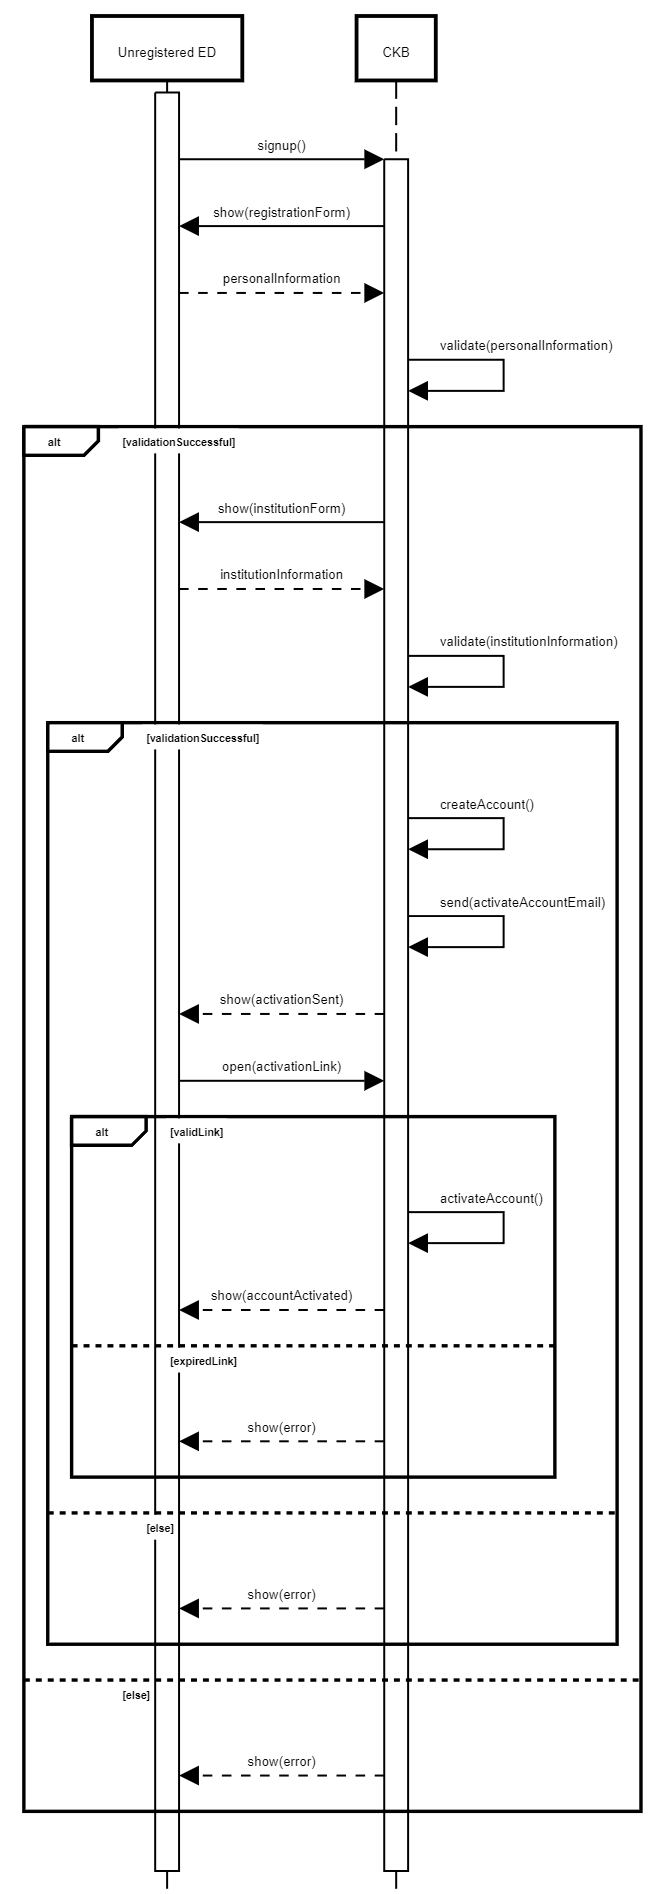 Unregistered ED
CKB
signup()
show(registrationForm)
personalInformation
validate(personalInformation)
alt
[validationSuccessful]
show(institutionForm)
institutionInformation
validate(institutionInformation)
alt
[validationSuccessful]
createAccount()
send(activateAccountEmail)
show(activationSent)
open(activationLink)
alt
[validLink]
activateAccount()
show(accountActivated)
[expiredLink]
show(error)
[else]
show(error)
[else]
show(error)